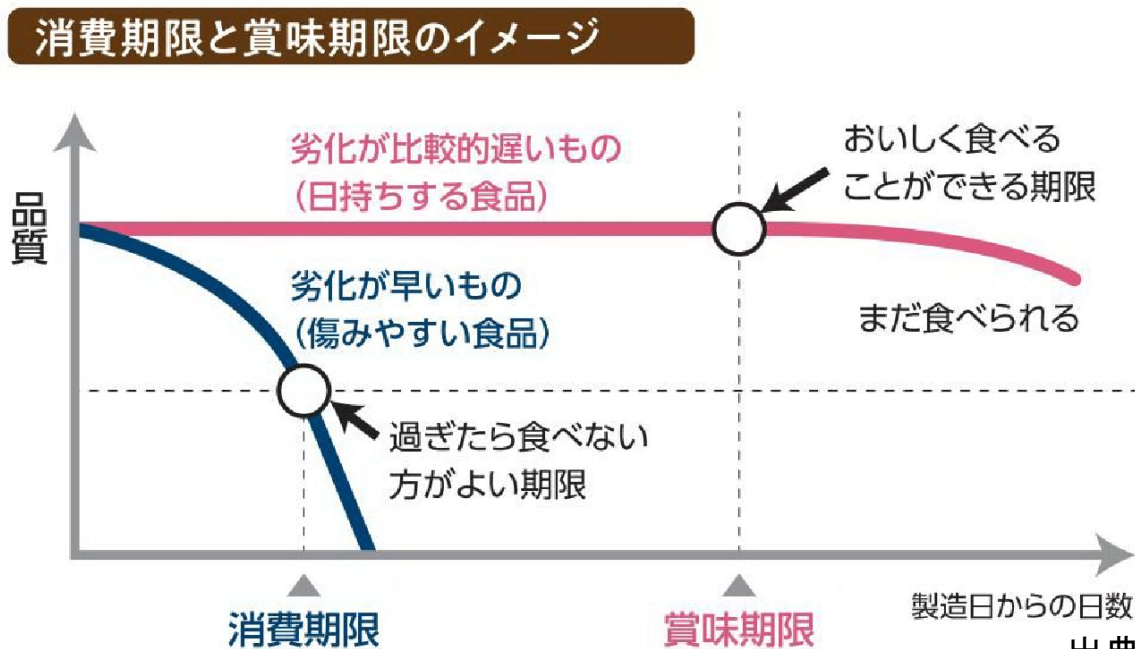 消費期限と賞味期限のイメージ
品質
劣化が比較的遅いもの
（日持ちする食品）
おいしく食べる
ことができる期限
劣化が早いもの
（傷みやすい食品）
まだ食べられる
過ぎたら食べない
方がよい期限
消費期限
賞味期限
製造日からの日数
出典